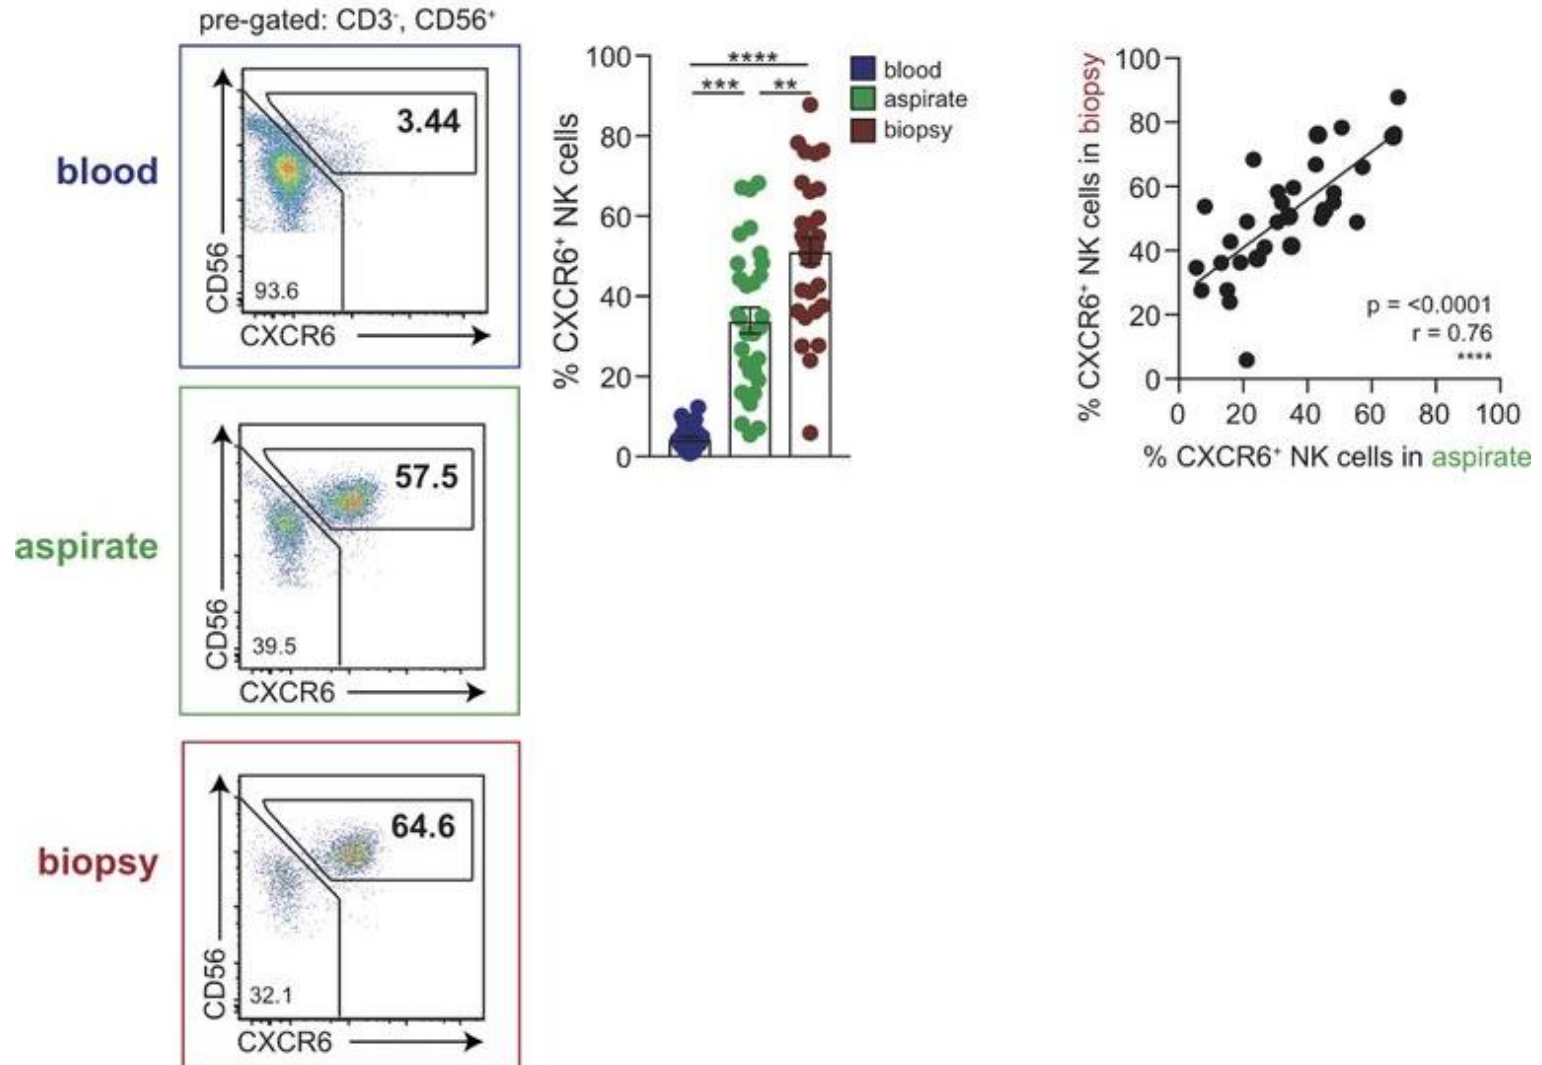 pre-gated: CD3⁻, CD56⁺
blood
CD56
3.44
93.6
CXCR6
aspirate
CD56
57.5
39.5
CXCR6
biopsy
CD56
64.6
32.1
CXCR6
% CXCR6⁺ NK cells
100
80
60
40
20
0
****
***
**
blood
aspirate
biopsy
% CXCR6⁺ NK cells in biopsy
100
80
60
40
20
0
p = <0.0001
r = 0.76
****
0 20 40 60 80 100
% CXCR6⁺ NK cells in aspirate